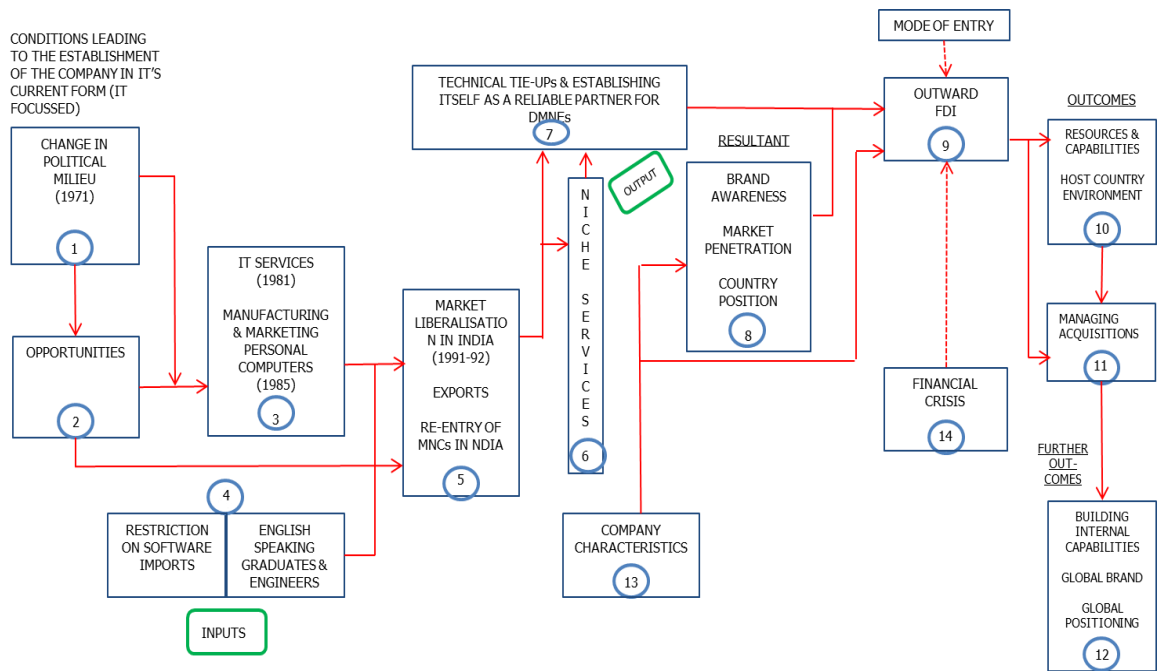 CONDITIONS LEADING
TO THE ESTABLISHMENT
OF THE COMPANY IN IT'S
CURRENT FORM (IT
FOCUSSED)
CHANGE IN
POLITICAL
MILIEU
(1971)
1
OPPORTUNITIES
2
IT SERVICES
(1981)
MANUFACTURING
& MARKETING
PERSONAL
COMPUTERS
(1985)
3
4
RESTRICTION
ON SOFTWARE
IMPORTS
ENGLISH
SPEAKING
GRADUATES &
ENGINEERS
INPUTS
MARKET
LIBERALISATIO
N IN INDIA
(1991-92)
EXPORTS
RE-ENTRY OF
MNCs IN NDIA
5
NICHE SERVICES
6
TECHNICAL TIE-UPs & ESTABLISHING
ITSELF AS A RELIABLE PARTNER FOR
DMNEs
7
OUTPUT
RESULTANT
BRAND
AWARENESS
MARKET
PENETRATION
COUNTRY
POSITION
8
COMPANY
CHARACTERISTICS
13
MODE OF ENTRY
OUTWARD
FDI
9
FINANCIAL
CRISIS
14
OUTCOMES
RESOURCES &
CAPABILITIES
HOST COUNTRY
ENVIRONMENT
10
MANAGING
ACQUISITIONS
11
FURTHER
OUT-
COMES
BUILDING
INTERNAL
CAPABILITIES
GLOBAL BRAND
GLOBAL
POSITIONING
12